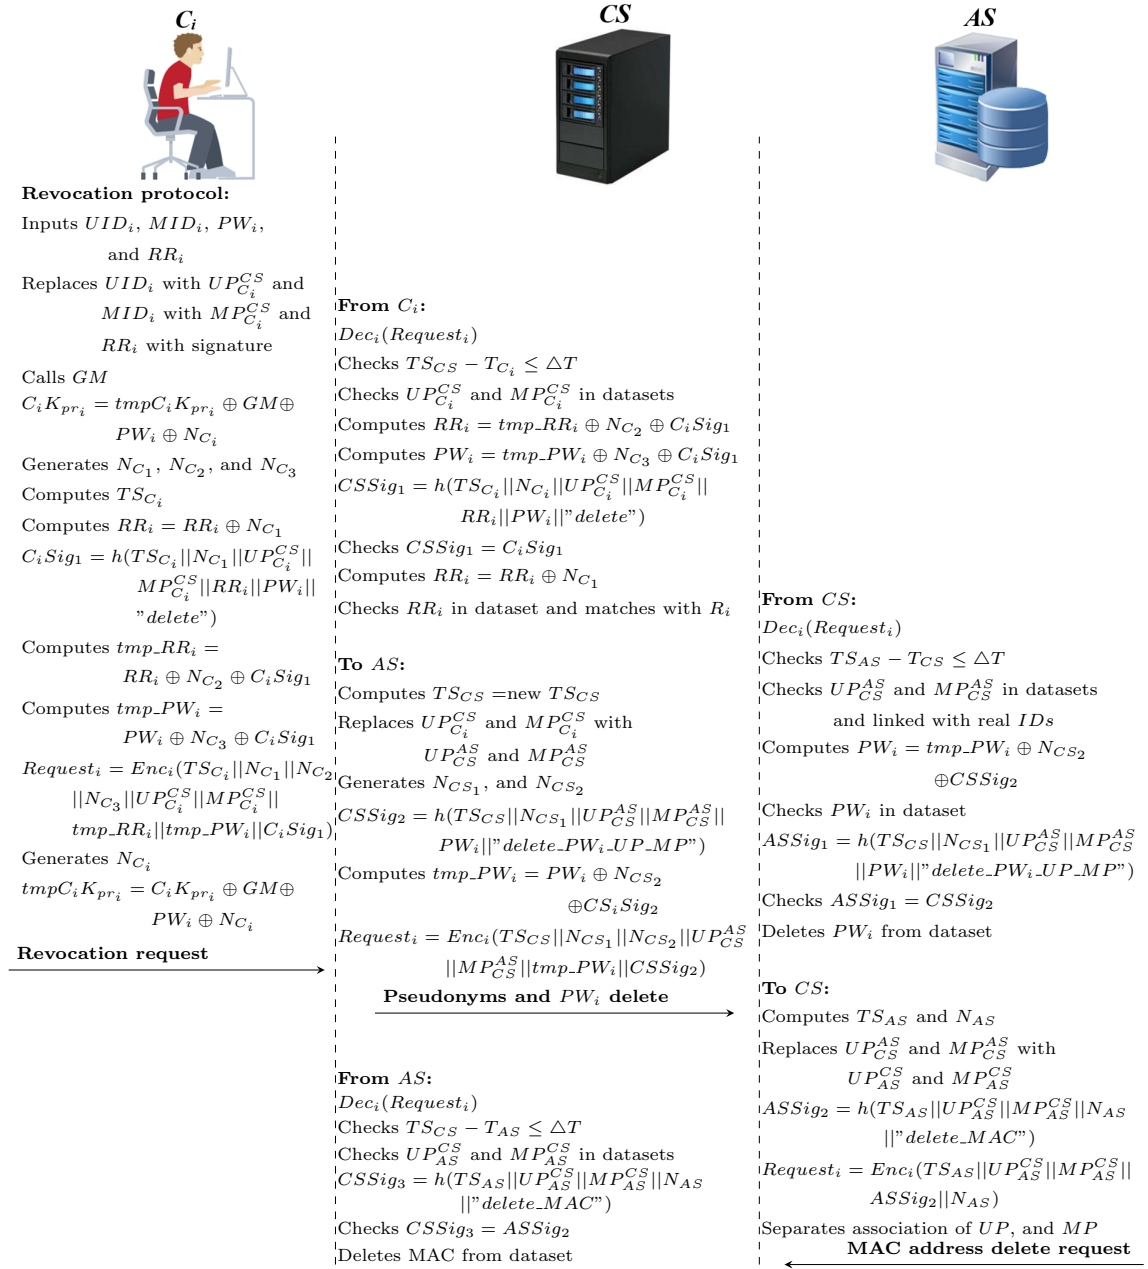 C_i
CS
AS
Revocation protocol:
Inputs UID_i, MID_i, PW_i,
and RR_i
Replaces UID_i with UP_{C_i}^{CS} and
MID_i with MP_{C_i}^{CS} and
RR_i with signature
Calls GM
C_iK_{pr_i} = tmpC_iK_{pr_i} ⊕ GM⊕
PW_i ⊕ N_{C_i}
Generates N_{C_1}, N_{C_2}, and N_{C_3}
Computes TS_{C_i}
Computes RR_i = RR_i ⊕ N_{C_1}
C_iSig_1 = h(TS_{C_i}||N_{C_1}||UP_{C_i}^{CS}||
MP_{C_i}^{CS}||RR_i||PW_i||
”delete”)
Computes tmp_RR_i =
RR_i ⊕ N_{C_2} ⊕ C_iSig_1
Computes tmp_PW_i =
PW_i ⊕ N_{C_3} ⊕ C_iSig_1
Request_i = Enc_i(TS_{C_i}||N_{C_1}||N_{C_2}
||N_{C_3}||UP_{C_i}^{CS}||MP_{C_i}^{CS}||
tmp_RR_i||tmp_PW_i||C_iSig_1)
Generates N_{C_i}
tmpC_iK_{pr_i} = C_iK_{pr_i} ⊕ GM⊕
PW_i ⊕ N_{C_i}
Revocation request
From C_i:
Dec_i(Request_i)
Checks TS_{CS} − T_{C_i} ≤ △T
Checks UP_{C_i}^{CS} and MP_{C_i}^{CS} in datasets
Computes RR_i = tmp_RR_i ⊕ N_{C_2} ⊕ C_iSig_1
Computes PW_i = tmp_PW_i ⊕ N_{C_3} ⊕ C_iSig_1
CSSig_1 = h(TS_{C_i}||N_{C_i}||UP_{C_i}^{CS}||MP_{C_i}^{CS}||
RR_i||PW_i||”delete”)
Checks CSSig_1 = C_iSig_1
Computes RR_i = RR_i ⊕ N_{C_1}
Checks RR_i in dataset and matches with R_i
To AS:
Computes TS_{CS} =new TS_{CS}
Replaces UP_{C_i}^{CS} and MP_{C_i}^{CS} with
UP_{CS}^{AS} and MP_{CS}^{AS}
Generates N_{CS_1}, and N_{CS_2}
CSSig_2 = h(TS_{CS}||N_{CS_1}||UP_{CS}^{AS}||MP_{CS}^{AS}||
PW_i||”delete_PW_i_UP_MP”)
Computes tmp_PW_i = PW_i ⊕ N_{CS_2}
⊕CS_iSig_2
Request_i = Enc_i(TS_{CS}||N_{CS_1}||N_{CS_2}||UP_{CS}^{AS}
||MP_{CS}^{AS}||tmp_PW_i||CSSig_2)
Pseudonyms and PW_i delete
From CS:
Dec_i(Request_i)
Checks TS_{AS} − T_{CS} ≤ △T
Checks UP_{CS}^{AS} and MP_{CS}^{AS} in datasets
and linked with real IDs
Computes PW_i = tmp_PW_i ⊕ N_{CS_2}
⊕CSSig_2
Checks PW_i in dataset
ASSig_1 = h(TS_{CS}||N_{CS_1}||UP_{CS}^{AS}||MP_{CS}^{AS}
||PW_i||”delete_PW_i_UP_MP”)
Checks ASSig_1 = CSSig_2
Deletes PW_i from dataset
To CS:
Computes TS_{AS} and N_{AS}
Replaces UP_{CS}^{AS} and MP_{CS}^{AS} with
UP_{AS}^{CS} and MP_{AS}^{CS}
ASSig_2 = h(TS_{AS}||UP_{AS}^{CS}||MP_{AS}^{CS}||N_{AS}
||”delete_MAC”)
Request_i = Enc_i(TS_{AS}||UP_{AS}^{CS}||MP_{AS}^{CS}||
ASSig_2||N_{AS})
Separates association of UP, and MP
MAC address delete request
From AS:
Dec_i(Request_i)
Checks TS_{CS} − T_{AS} ≤ △T
Checks UP_{AS}^{CS} and MP_{AS}^{CS} in datasets
CSSig_3 = h(TS_{AS}||UP_{AS}^{CS}||MP_{AS}^{CS}||N_{AS}
||”delete_MAC”)
Checks CSSig_3 = ASSig_2
Deletes MAC from dataset